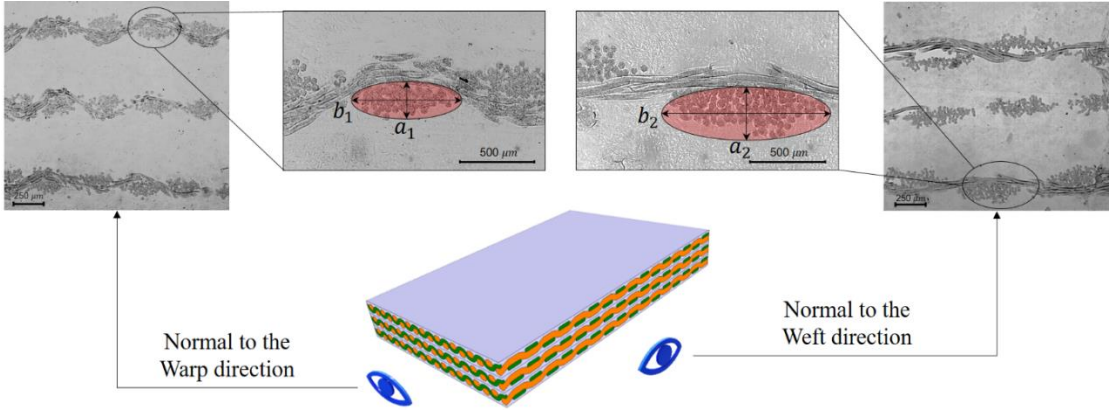 250 μm
b₁
a₁
500 μm
b₂
a₂
500 μm
250 μm
Normal to the
Warp direction
Normal to the
Weft direction